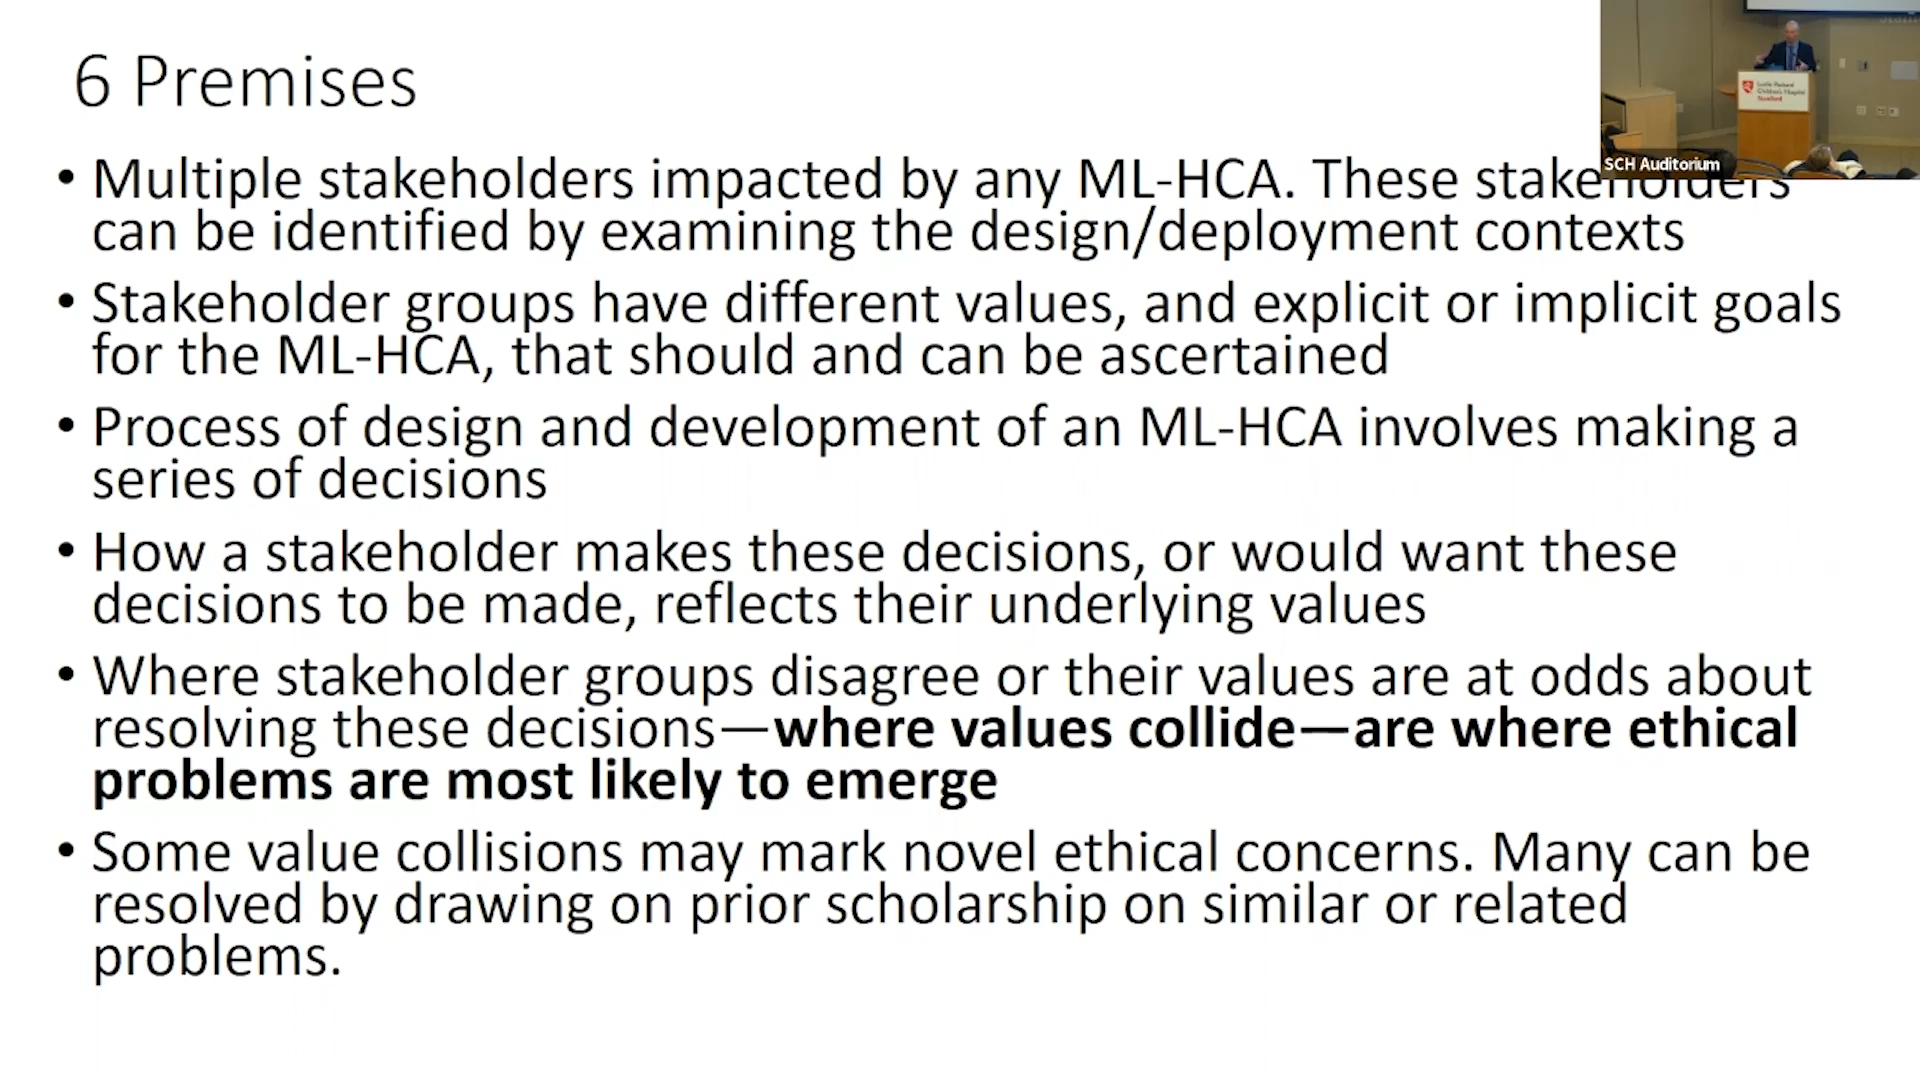 6 Premises
• Multiple stakeholders impacted by any ML-HCA. These stakeholders
can be identified by examining the design/deployment contexts
• Stakeholder groups have different values, and explicit or implicit goals
for the ML-HCA, that should and can be ascertained
• Process of design and development of an ML-HCA involves making a
series of decisions
• How a stakeholder makes these decisions, or would want these
decisions to be made, reflects their underlying values
• Where stakeholder groups disagree or their values are at odds about
resolving these decisions—where values collide—are where ethical
problems are most likely to emerge
• Some value collisions may mark novel ethical concerns. Many can be
resolved by drawing on prior scholarship on similar or related
problems.
Lucile Packard
Children's Hospital
Stanford
SCH Auditorium